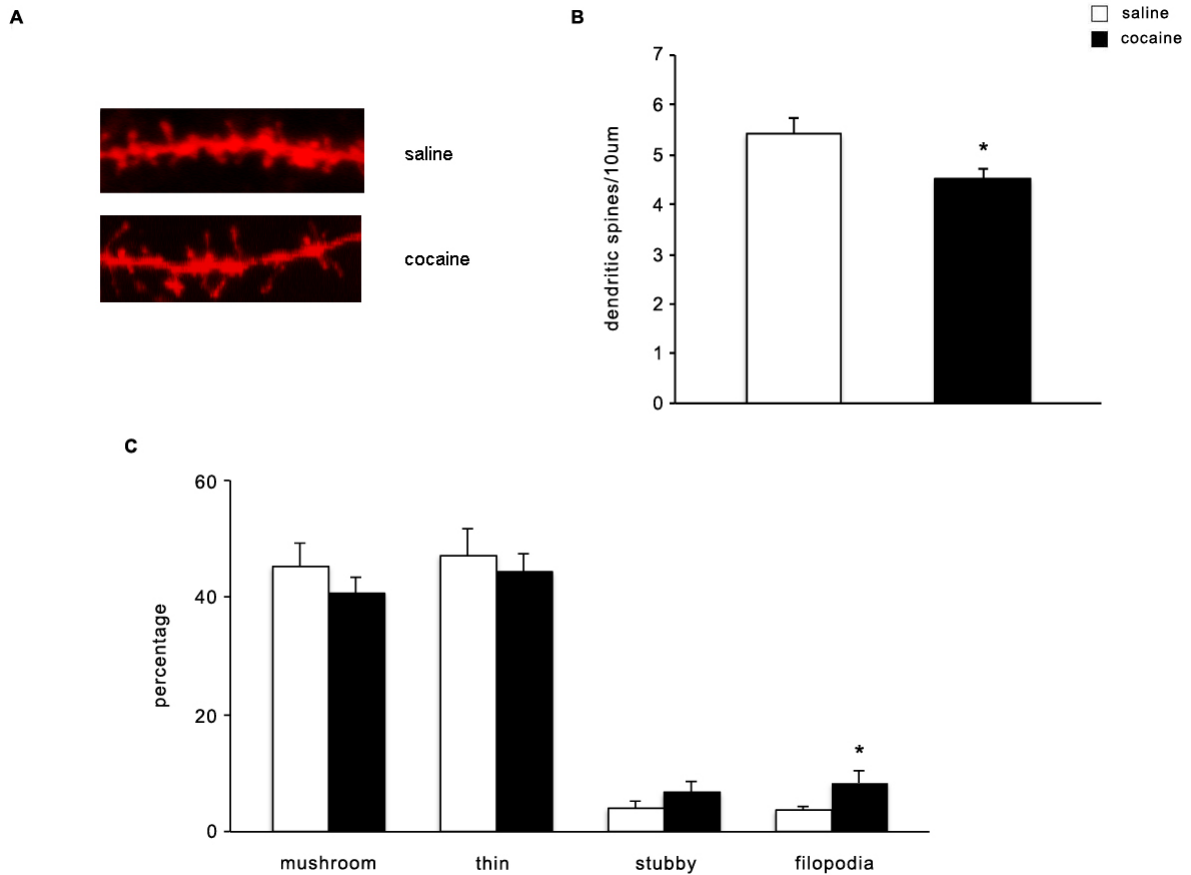 A
saline
cocaine
B
saline
cocaine
7
6
5
4
3
2
1
0
dendritic spines/10um
*
C
60
40
20
0
percentage
*
mushroom thin stubby filopodia